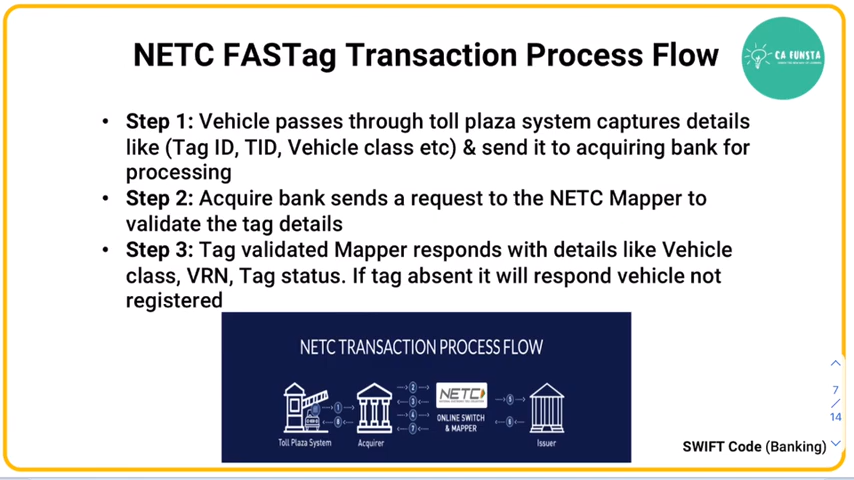 NETC FASTag Transaction Process Flow
CA FUNSTA
• Step 1: Vehicle passes through toll plaza system captures details
like (Tag ID, TID, Vehicle class etc) & send it to acquiring bank for
processing
• Step 2: Acquire bank sends a request to the NETC Mapper to
validate the tag details
• Step 3: Tag validated Mapper responds with details like Vehicle
class, VRN, Tag status. If tag absent it will respond vehicle not
registered
NETC TRANSACTION PROCESS FLOW
1
2
3
4
7
5
NETC
ONLINE SWITCH
& MAPPER
Toll Plaza System
Acquirer
Issuer
7
/
14
SWIFT Code (Banking)